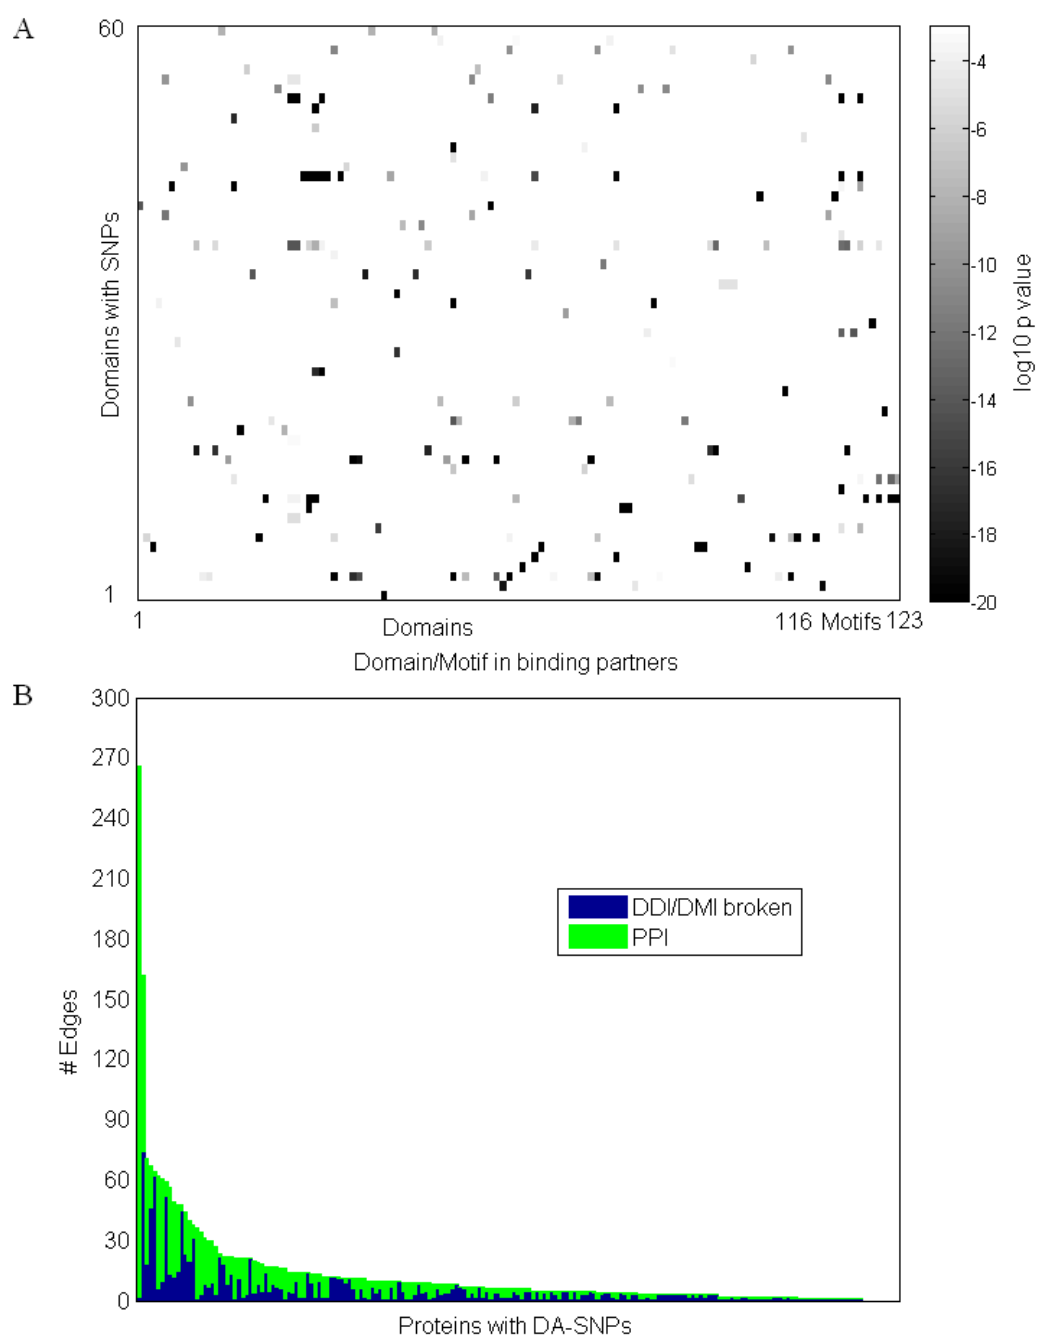 A
60
Domains with SNPs
1
1
Domains
116 Motifs 123
Domain/Motif in binding partners
-4
-6
-8
-10
-12
-14
-16
-18
-20
log10 p value
B
300
270
240
210
180
150
120
90
60
30
0
# Edges
DDI/DMI broken
PPI
Proteins with DA-SNPs